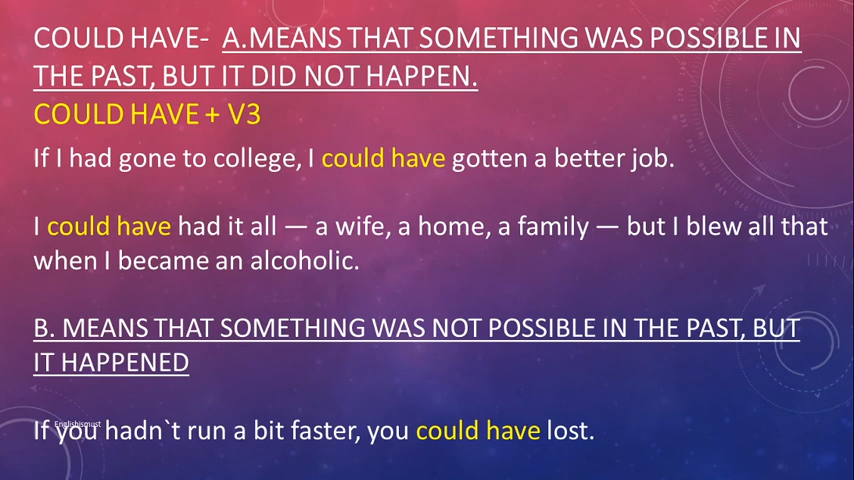 COULD HAVE- A.MEANS THAT SOMETHING WAS POSSIBLE IN
THE PAST, BUT IT DID NOT HAPPEN.
COULD HAVE + V3
If I had gone to college, I could have gotten a better job.
I could have had it all — a wife, a home, a family — but I blew all that
when I became an alcoholic.
B. MEANS THAT SOMETHING WAS NOT POSSIBLE IN THE PAST, BUT
IT HAPPENED
Englishismust
If you hadn`t run a bit faster, you could have lost.